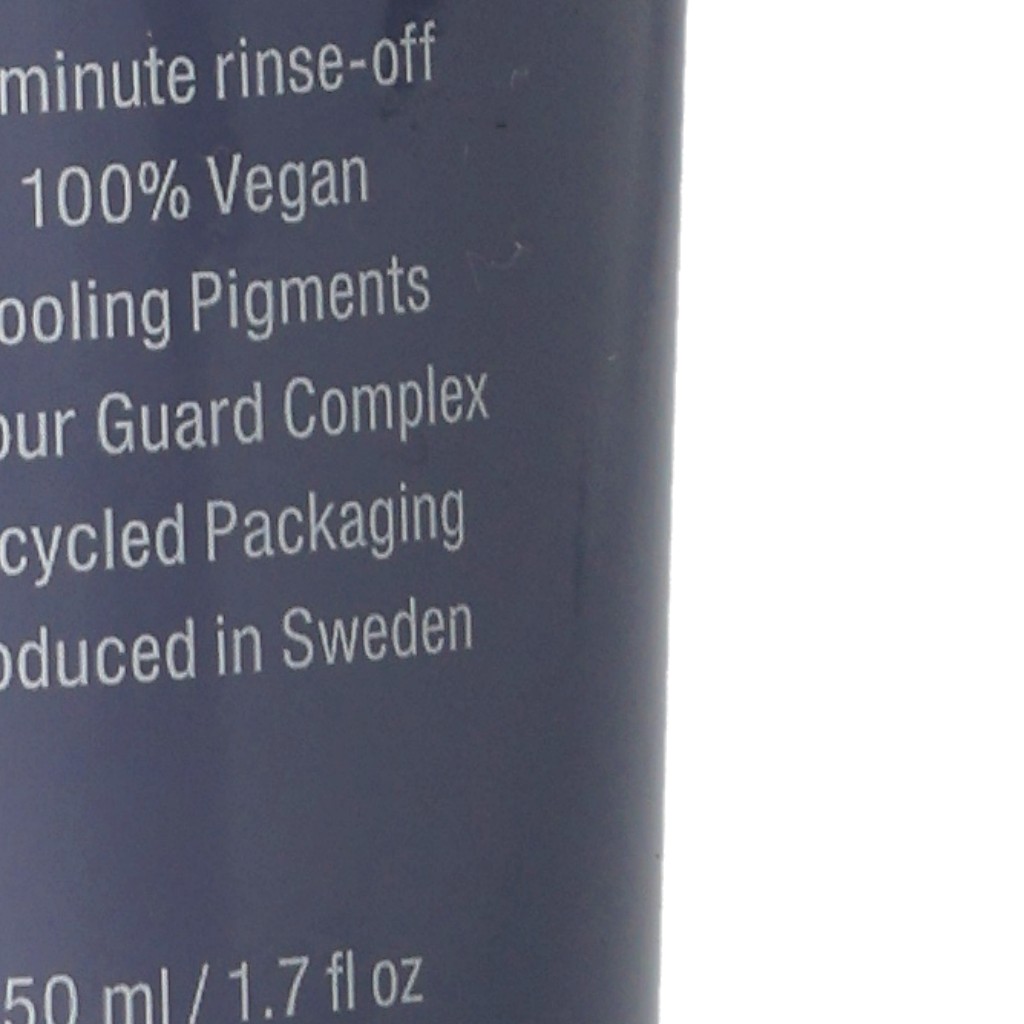 minute rinse-off
100% Vegan
ooling Pigments
our Guard Complex
cycled Packaging
oduced in Sweden
50 ml / 1.7 fl oz